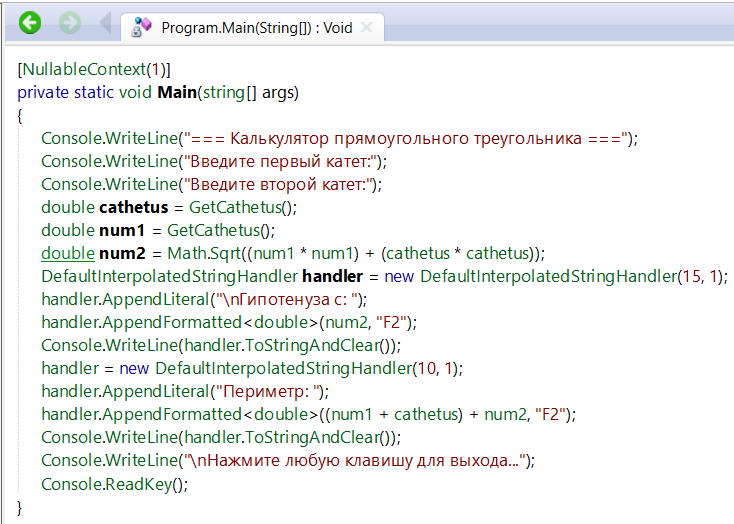 Program.Main(String[]) : Void
[NullableContext(1)]
private static void Main(string[] args)
{
Console.WriteLine("=== Калькулятор прямоугольного треугольника ===");
Console.WriteLine("Введите первый катет:");
Console.WriteLine("Введите второй катет:");
double cathetus = GetCathetus();
double num1 = GetCathetus();
double num2 = Math.Sqrt((num1 * num1) + (cathetus * cathetus));
DefaultInterpolatedStringHandler handler = new DefaultInterpolatedStringHandler(15, 1);
handler.AppendLiteral("\nГипотенуза c: ");
handler.AppendFormatted<double>(num2, "F2");
Console.WriteLine(handler.ToStringAndClear());
handler = new DefaultInterpolatedStringHandler(10, 1);
handler.AppendLiteral("Периметр: ");
handler.AppendFormatted<double>((num1 + cathetus) + num2, "F2");
Console.WriteLine(handler.ToStringAndClear());
Console.WriteLine("\nНажмите любую клавишу для выхода...");
Console.ReadKey();
}